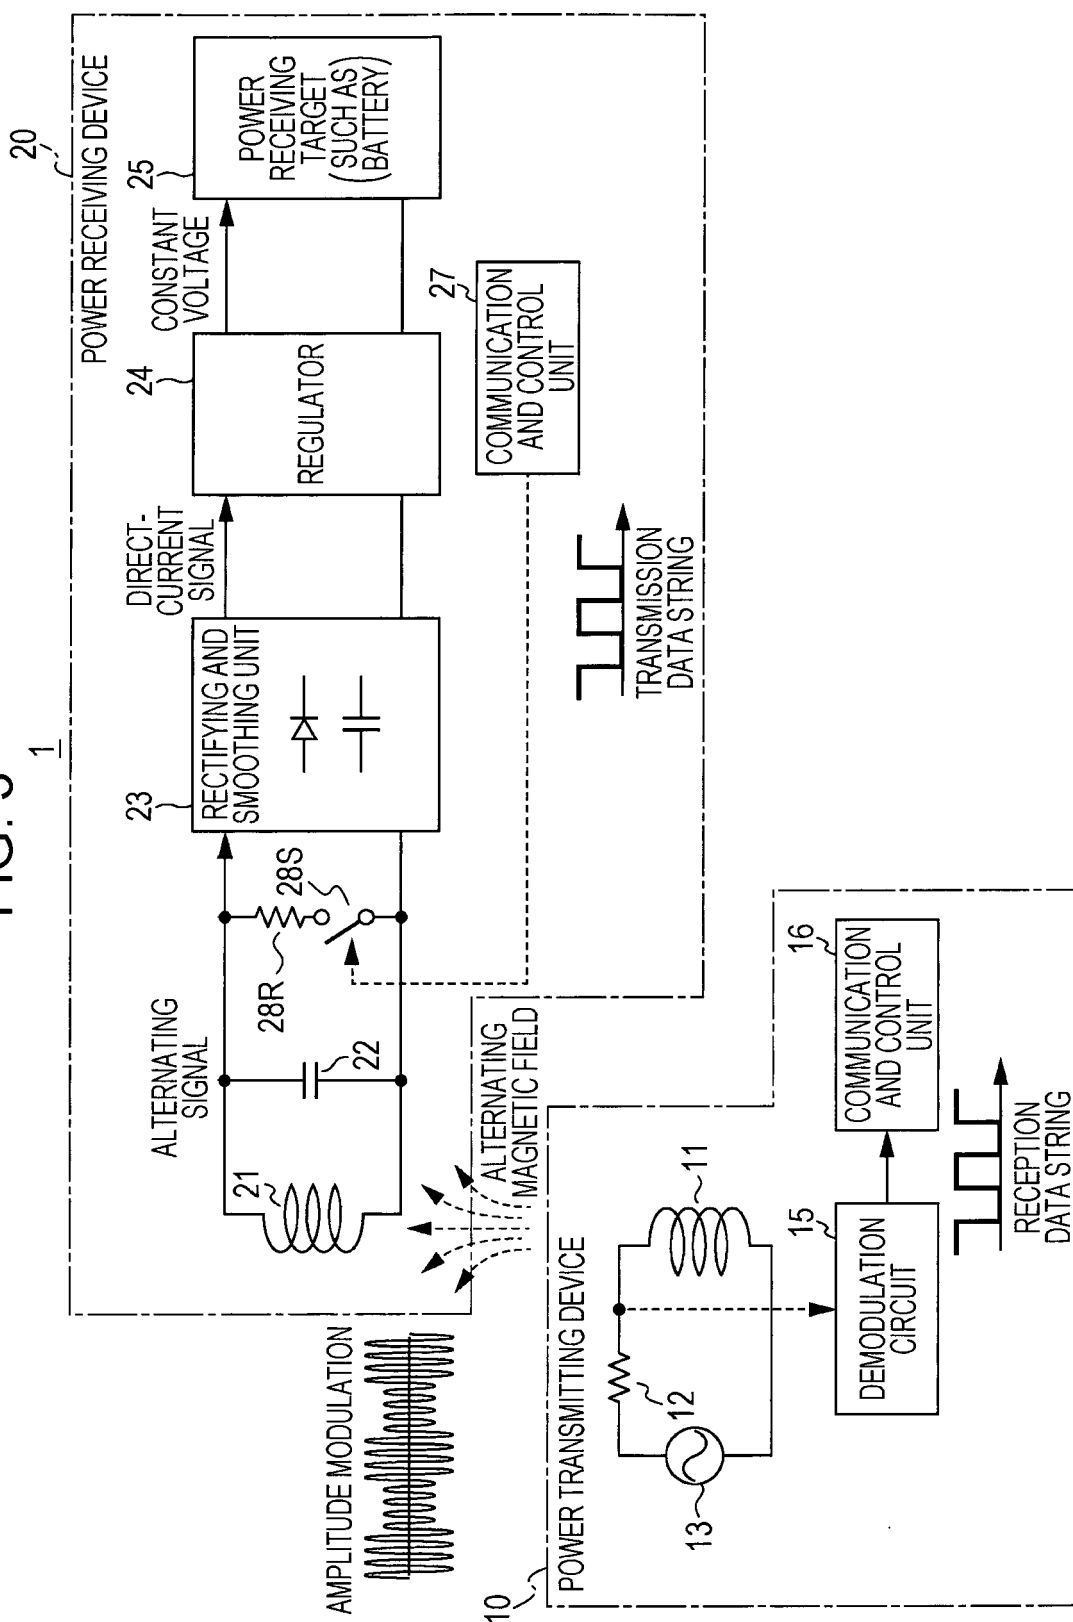 1
20
POWER RECEIVING DEVICE
ALTERNATING
SIGNAL
21
22
28R
28S
23
RECTIFYING AND
SMOOTHING UNIT
DIRECT-
CURRENT
SIGNAL
24
REGULATOR
CONSTANT
VOLTAGE
25
POWER
RECEIVING
TARGET
(SUCH AS
BATTERY)
27
COMMUNICATION
AND CONTROL
UNIT
TRANSMISSION
DATA STRING
AMPLITUDE MODULATION
ALTERNATING
MAGNETIC FIELD
10
POWER TRANSMITTING DEVICE
11
12
13
15
DEMODULATION
CIRCUIT
16
COMMUNICATION
AND CONTROL
UNIT
RECEPTION
DATA STRING